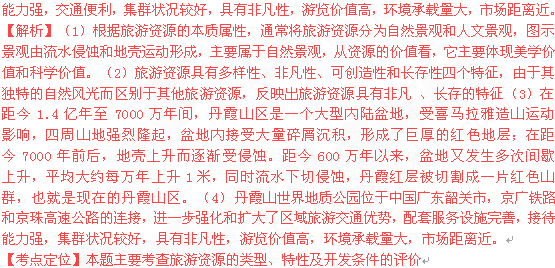 能力强，交通便利，集群状况较好，具有非凡性，游览价值高，环境承载量大，市场距离近。
【解析】（1）根据旅游资源的本质属性，通常将旅游资源分为自然景观和人文景观，图示
景观由流水侵蚀和地壳运动形成，主要属于自然景观，从资源的价值看，它主要体现美学价
值和科学价值。（2）旅游资源具有多样性、非凡性、可创造性和长存性四个特征，由于其
独特的自然风光而区别于其他旅游资源，反映出旅游资源具有非凡 、长存的特征（3）在
距今 1.4 亿年至 7000 万年间，丹霞山区是一个大型内陆盆地，受喜马拉雅造山运动
影响，四周山地强烈隆起，盆地内接受大量碎屑沉积，形成了巨厚的红色地层；在距
今 7000 年前后，地壳上升而逐渐受侵蚀。距今 600 万年以来，盆地又发生多次间歇
上升，平均大约每万年上升 1 米，同时流水下切侵蚀，丹霞红层被切割成一片红色山
群，也就是现在的丹霞山区。（4）丹霞山世界地质公园位于中国广东韶关市，京广铁路
和京珠高速公路的连接，进一步强化和扩大了区域旅游交通优势，配套服务设施完善，接待
能力强，集群状况较好，具有非凡性，游览价值高，环境承载量大，市场距离近。
【考点定位】本题主要考查旅游资源的类型、特性及开发条件的评价